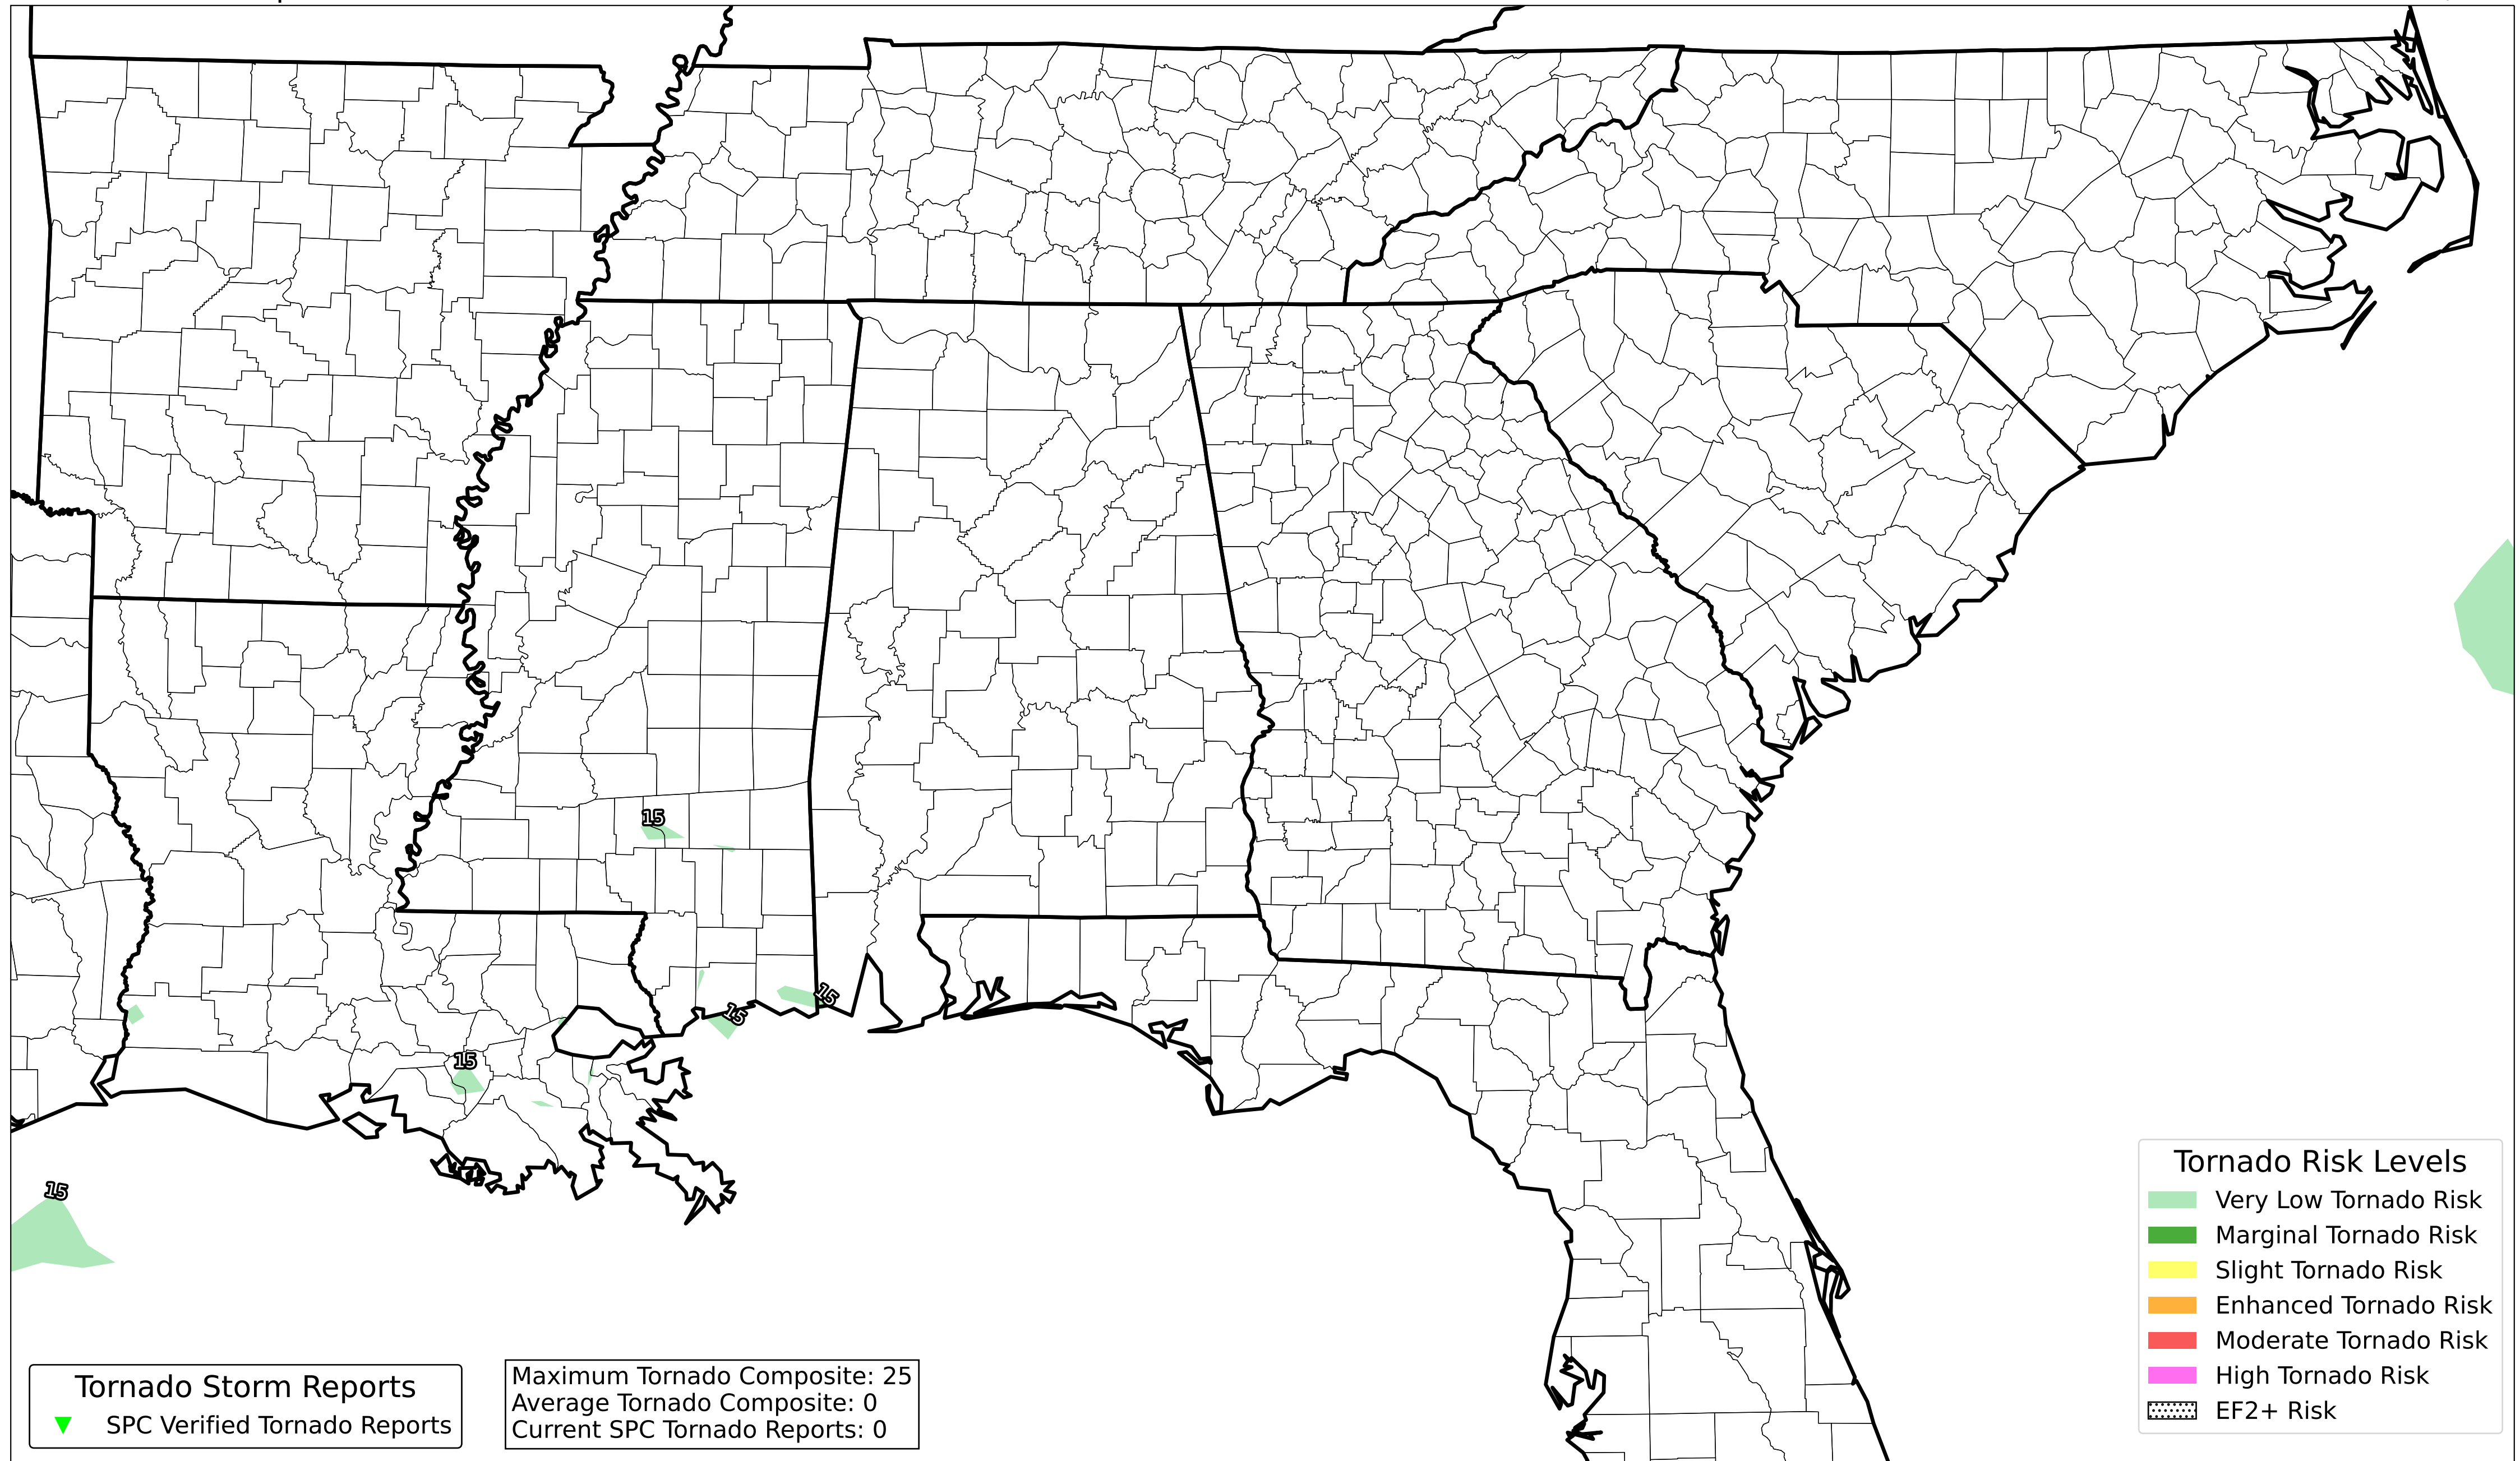 15
15
15
15
15
Tornado Risk Levels
Very Low Tornado Risk
Marginal Tornado Risk
Slight Tornado Risk
Enhanced Tornado Risk
Moderate Tornado Risk
High Tornado Risk
EF2+ Risk
Tornado Storm Reports
SPC Verified Tornado Reports
Maximum Tornado Composite: 25
Average Tornado Composite: 0
Current SPC Tornado Reports: 0